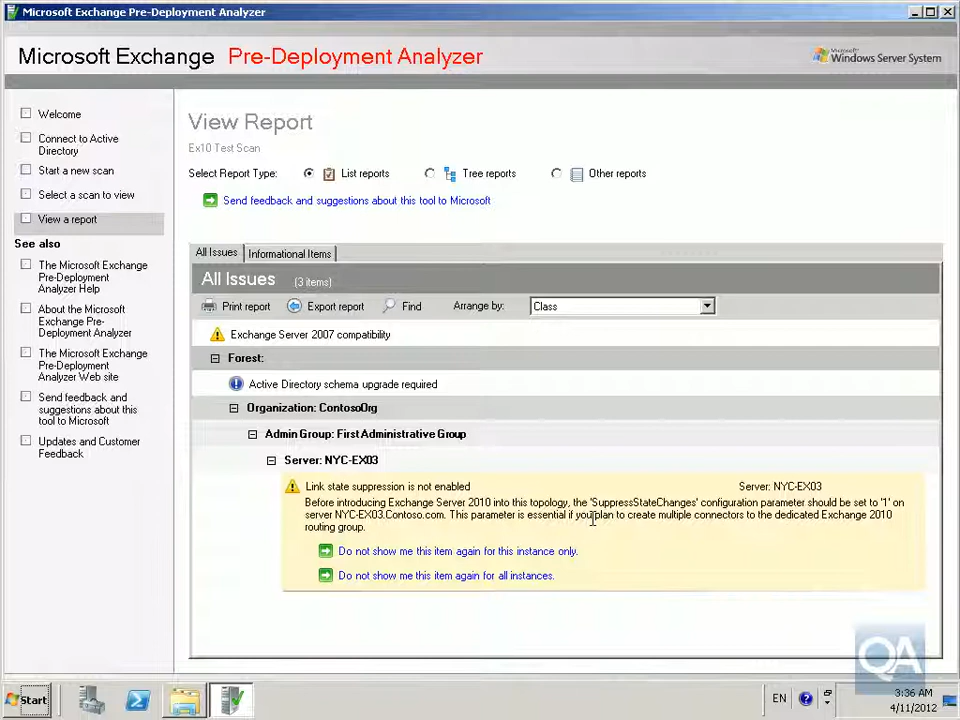 Microsoft Exchange Pre-Deployment Analyzer
Microsoft Exchange Pre-Deployment Analyzer
Microsoft
Windows Server System
Welcome
Connect to Active
Directory
Start a new scan
Select a scan to view
View a report
See also
The Microsoft Exchange
Pre-Deployment
Analyzer Help
About the Microsoft
Exchange Pre-
Deployment Analyzer
The Microsoft Exchange
Pre-Deployment
Analyzer Web site
Send feedback and
suggestions about this
tool to Microsoft
Updates and Customer
Feedback
View Report
Ex10 Test Scan
Select Report Type: List reports Tree reports Other reports
Send feedback and suggestions about this tool to Microsoft
All Issues Informational Items
All Issues (3 items)
Print report Export report Find Arrange by: Class
Exchange Server 2007 compatibility
Forest:
Active Directory schema upgrade required
Organization: ContosoOrg
Admin Group: First Administrative Group
Server: NYC-EX03
Link state suppression is not enabled Server: NYC-EX03
Before introducing Exchange Server 2010 into this topology, the 'SuppressStateChanges' configuration parameter should be set to '1' on
server NYC-EX03.Contoso.com. This parameter is essential if you plan to create multiple connectors to the dedicated Exchange 2010
routing group.
Do not show me this item again for this instance only.
Do not show me this item again for all instances.
QA
Start EN 3:36 AM
4/11/2012